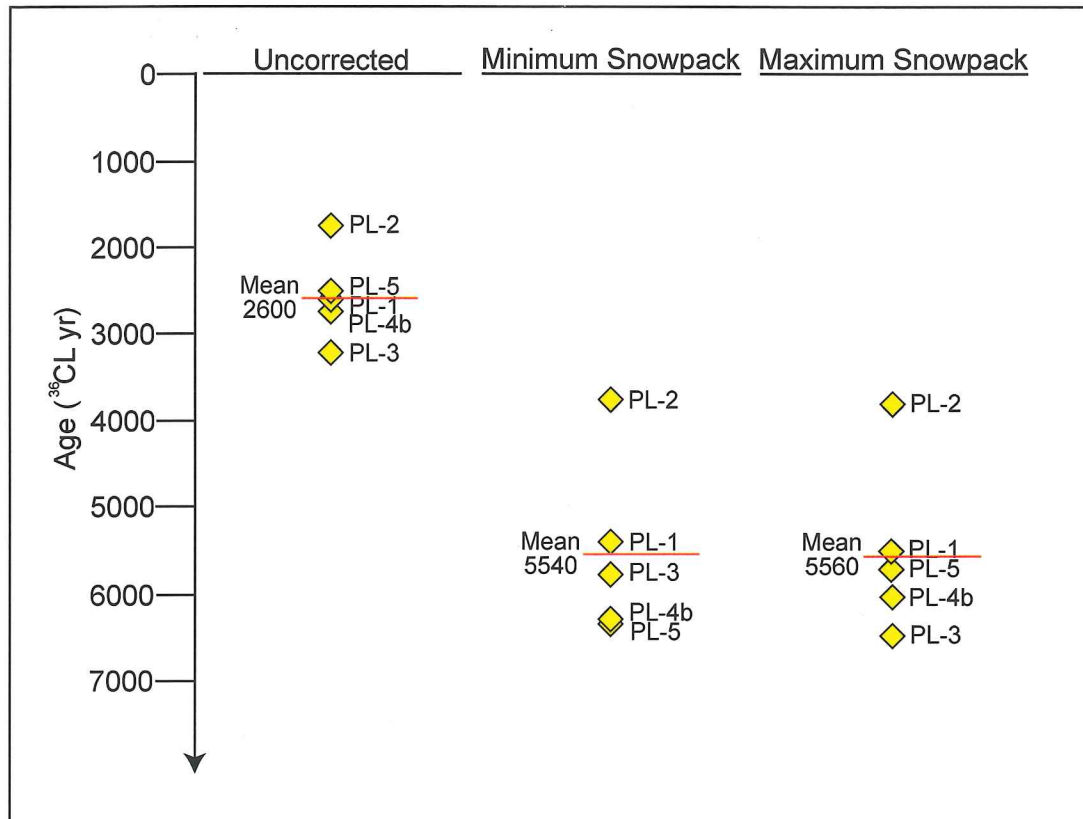 Uncorrected
Minimum Snowpack
Maximum Snowpack
0
1000
2000
3000
4000
5000
6000
7000
Age (³⁶CL yr)
PL-2
PL-5
Mean
2600
PL-1
PL-4b
PL-3
PL-2
PL-1
Mean
5540
PL-3
PL-4b
PL-5
PL-2
PL-1
Mean
5560
PL-5
PL-4b
PL-3